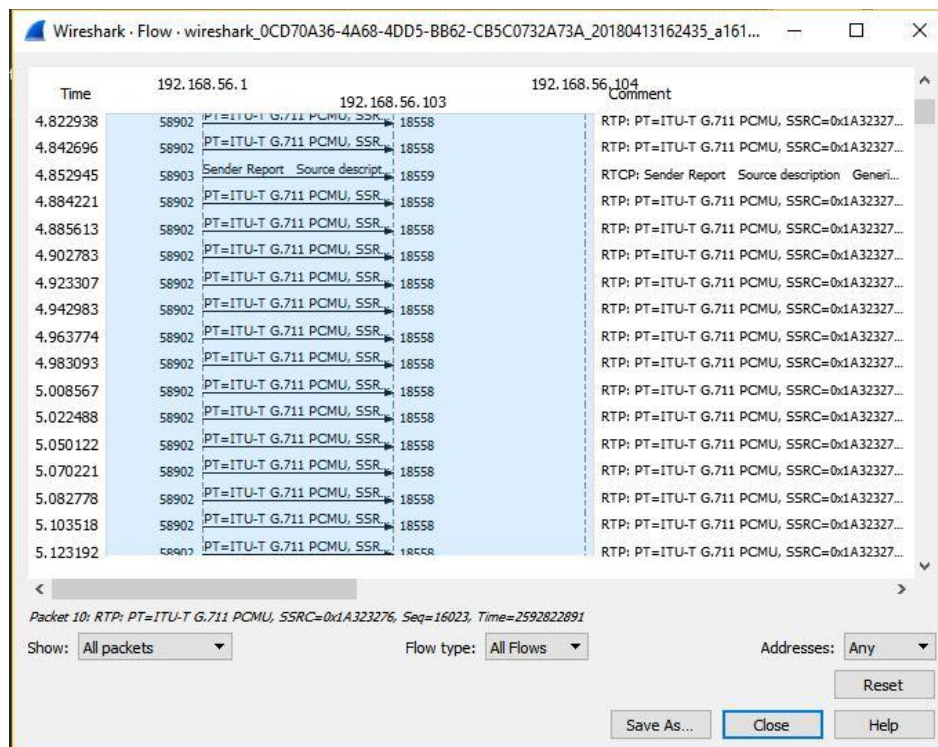 Wireshark · Flow · wireshark_0CD70A36-4A68-4DD5-BB62-CB5C0732A73A_20180413162435_a161...
Time 192.168.56.1 192.168.56.103 192.168.56.104 Comment
4.822938 58902 PT=ITU-T G.711 PCMU, SSR... 18558 RTP: PT=ITU-T G.711 PCMU, SSRC=0x1A32327...
4.842696 58902 PT=ITU-T G.711 PCMU, SSR... 18558 RTP: PT=ITU-T G.711 PCMU, SSRC=0x1A32327...
4.852945 58903 Sender Report Source descript... 18559 RTCP: Sender Report Source description Generi...
4.884221 58902 PT=ITU-T G.711 PCMU, SSR... 18558 RTP: PT=ITU-T G.711 PCMU, SSRC=0x1A32327...
4.885613 58902 PT=ITU-T G.711 PCMU, SSR... 18558 RTP: PT=ITU-T G.711 PCMU, SSRC=0x1A32327...
4.902783 58902 PT=ITU-T G.711 PCMU, SSR... 18558 RTP: PT=ITU-T G.711 PCMU, SSRC=0x1A32327...
4.923307 58902 PT=ITU-T G.711 PCMU, SSR... 18558 RTP: PT=ITU-T G.711 PCMU, SSRC=0x1A32327...
4.942983 58902 PT=ITU-T G.711 PCMU, SSR... 18558 RTP: PT=ITU-T G.711 PCMU, SSRC=0x1A32327...
4.963774 58902 PT=ITU-T G.711 PCMU, SSR... 18558 RTP: PT=ITU-T G.711 PCMU, SSRC=0x1A32327...
4.983093 58902 PT=ITU-T G.711 PCMU, SSR... 18558 RTP: PT=ITU-T G.711 PCMU, SSRC=0x1A32327...
5.008567 58902 PT=ITU-T G.711 PCMU, SSR... 18558 RTP: PT=ITU-T G.711 PCMU, SSRC=0x1A32327...
5.022488 58902 PT=ITU-T G.711 PCMU, SSR... 18558 RTP: PT=ITU-T G.711 PCMU, SSRC=0x1A32327...
5.050122 58902 PT=ITU-T G.711 PCMU, SSR... 18558 RTP: PT=ITU-T G.711 PCMU, SSRC=0x1A32327...
5.070221 58902 PT=ITU-T G.711 PCMU, SSR... 18558 RTP: PT=ITU-T G.711 PCMU, SSRC=0x1A32327...
5.082778 58902 PT=ITU-T G.711 PCMU, SSR... 18558 RTP: PT=ITU-T G.711 PCMU, SSRC=0x1A32327...
5.103518 58902 PT=ITU-T G.711 PCMU, SSR... 18558 RTP: PT=ITU-T G.711 PCMU, SSRC=0x1A32327...
5.123192 58902 PT=ITU-T G.711 PCMU, SSR... 18558 RTP: PT=ITU-T G.711 PCMU, SSRC=0x1A32327...
Packet 10: RTP: PT=ITU-T G.711 PCMU, SSRC=0x1A323276, Seq=16023, Time=2592822891
Show: All packets Flow type: All Flows Addresses: Any
Reset
Save As... Close Help